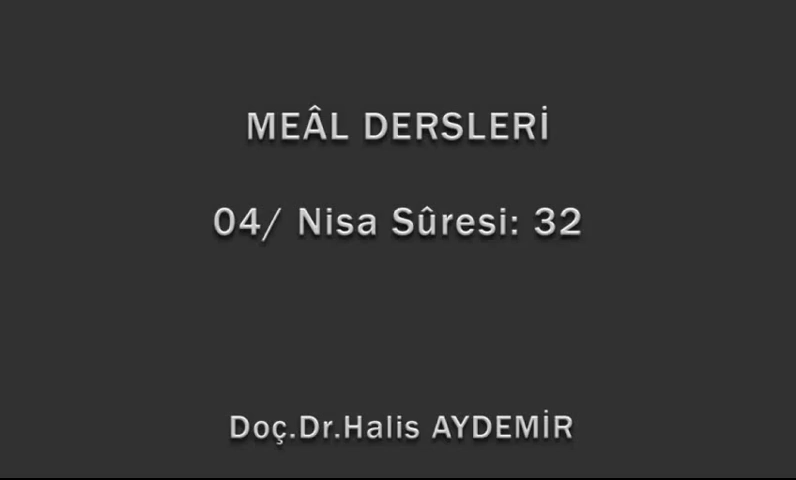 MEÂL DERSLERİ
04/ Nisa Sûresi: 32
Doç.Dr.Halis AYDEMİR